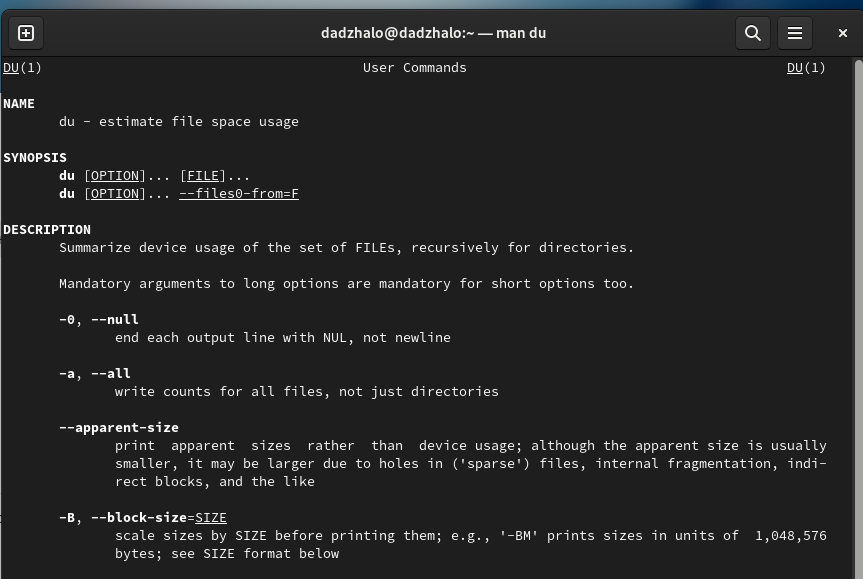 dadzhalo@dadzhalo:~ — man du
DU(1) User Commands DU(1)
NAME
du - estimate file space usage
SYNOPSIS
du [OPTION]... [FILE]...
du [OPTION]... --files0-from=F
DESCRIPTION
Summarize device usage of the set of FILEs, recursively for directories.
Mandatory arguments to long options are mandatory for short options too.
-0, --null
end each output line with NUL, not newline
-a, --all
write counts for all files, not just directories
--apparent-size
print apparent sizes rather than device usage; although the apparent size is usually
smaller, it may be larger due to holes in ('sparse') files, internal fragmentation, indi-
rect blocks, and the like
-B, --block-size=SIZE
scale sizes by SIZE before printing them; e.g., '-BM' prints sizes in units of 1,048,576
bytes; see SIZE format below